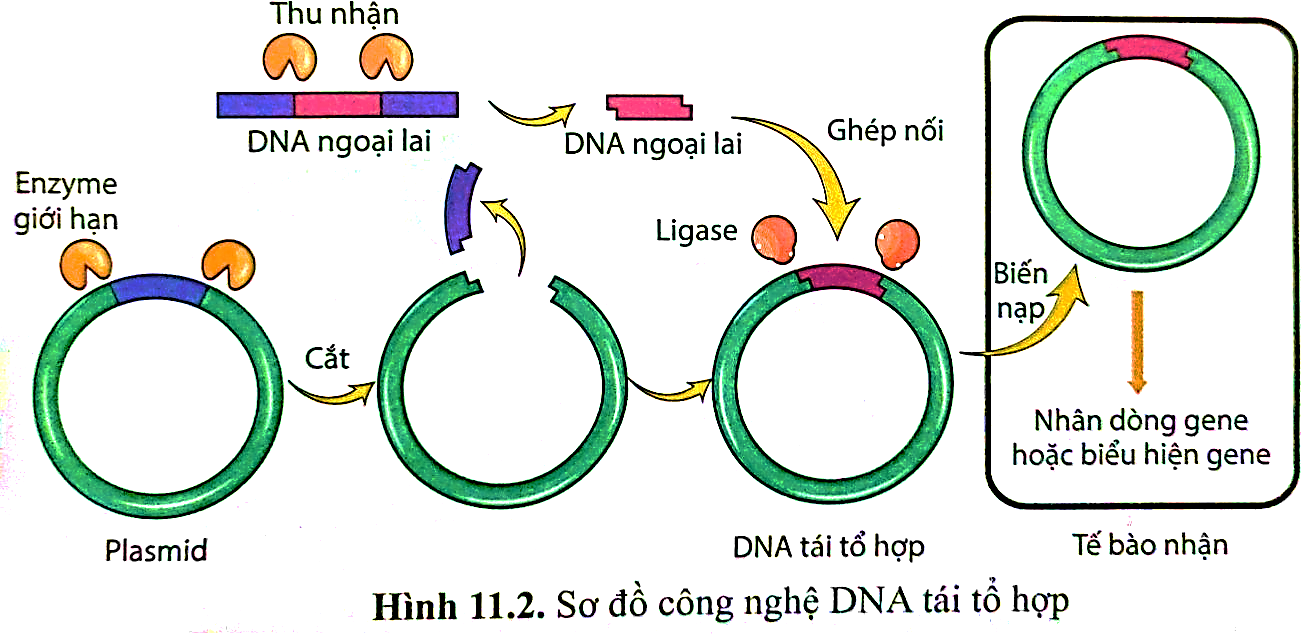 Thu nhận
DNA ngoại lai
DNA ngoại lai
Ghép nối
Enzyme
giới hạn
Ligase
Biến
nạp
Cắt
Nhân dòng gene
hoặc biểu hiện gene
Plasmid
DNA tái tổ hợp
Tế bào nhận
Hình 11.2. Sơ đồ công nghệ DNA tái tổ hợp